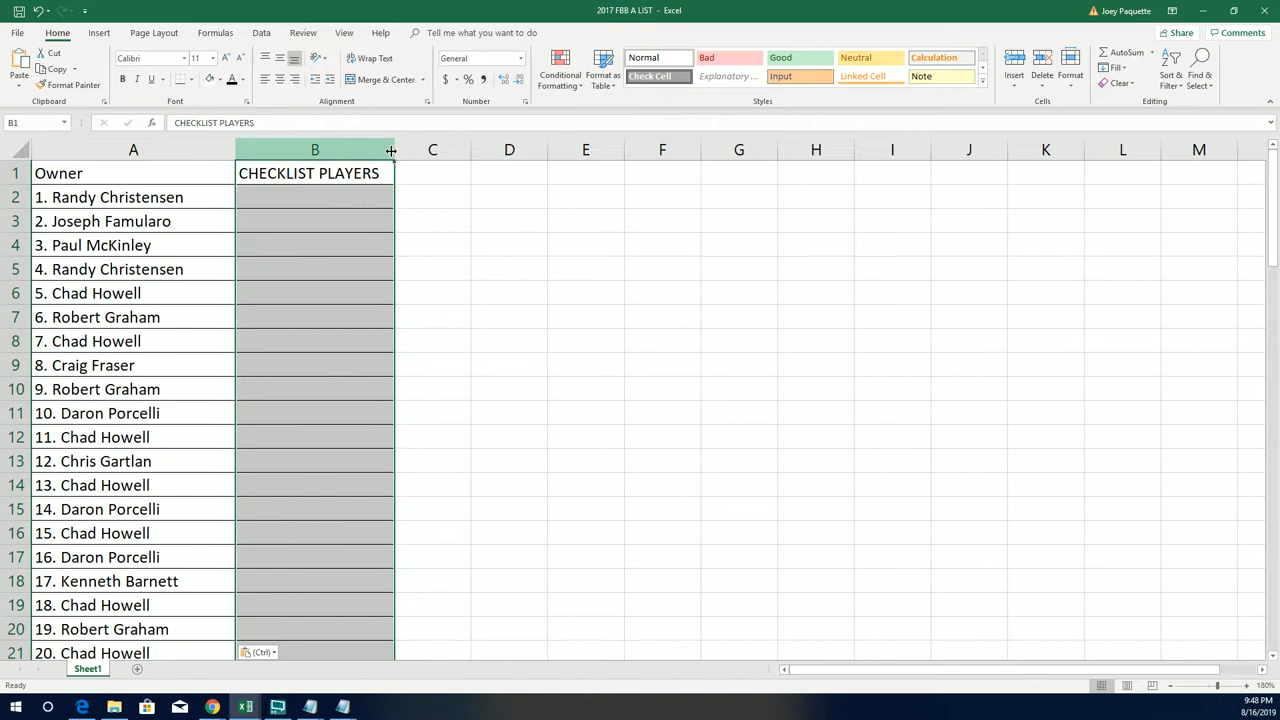 2017 FBB A LIST - Excel
Joey Paquette
File Home Insert Page Layout Formulas Data Review View Help Tell me what you want to do Share Comments
Paste Cut Copy Format Painter Clipboard
Calibri 11 B I U A Font
Wrap Text Merge & Center Alignment
General $ % , Number
Conditional Formatting Format as Table
Normal Bad Good Neutral Calculation
Check Cell Explanatory ... Input Linked Cell Note
Styles
Insert Delete Format Cells
AutoSum Fill Clear Sort & Filter Find & Select Editing
B1 fx CHECKLIST PLAYERS
A B C D E F G H I J K L M
1 Owner CHECKLIST PLAYERS
2 1. Randy Christensen
3 2. Joseph Famularo
4 3. Paul McKinley
5 4. Randy Christensen
6 5. Chad Howell
7 6. Robert Graham
8 7. Chad Howell
9 8. Craig Fraser
10 9. Robert Graham
11 10. Daron Porcelli
12 11. Chad Howell
13 12. Chris Gartlan
14 13. Chad Howell
15 14. Daron Porcelli
16 15. Chad Howell
17 16. Daron Porcelli
18 17. Kenneth Barnett
19 18. Chad Howell
20 19. Robert Graham
21 20. Chad Howell
(Ctrl)
Sheet1
Ready 180%
9:48 PM
8/16/2019